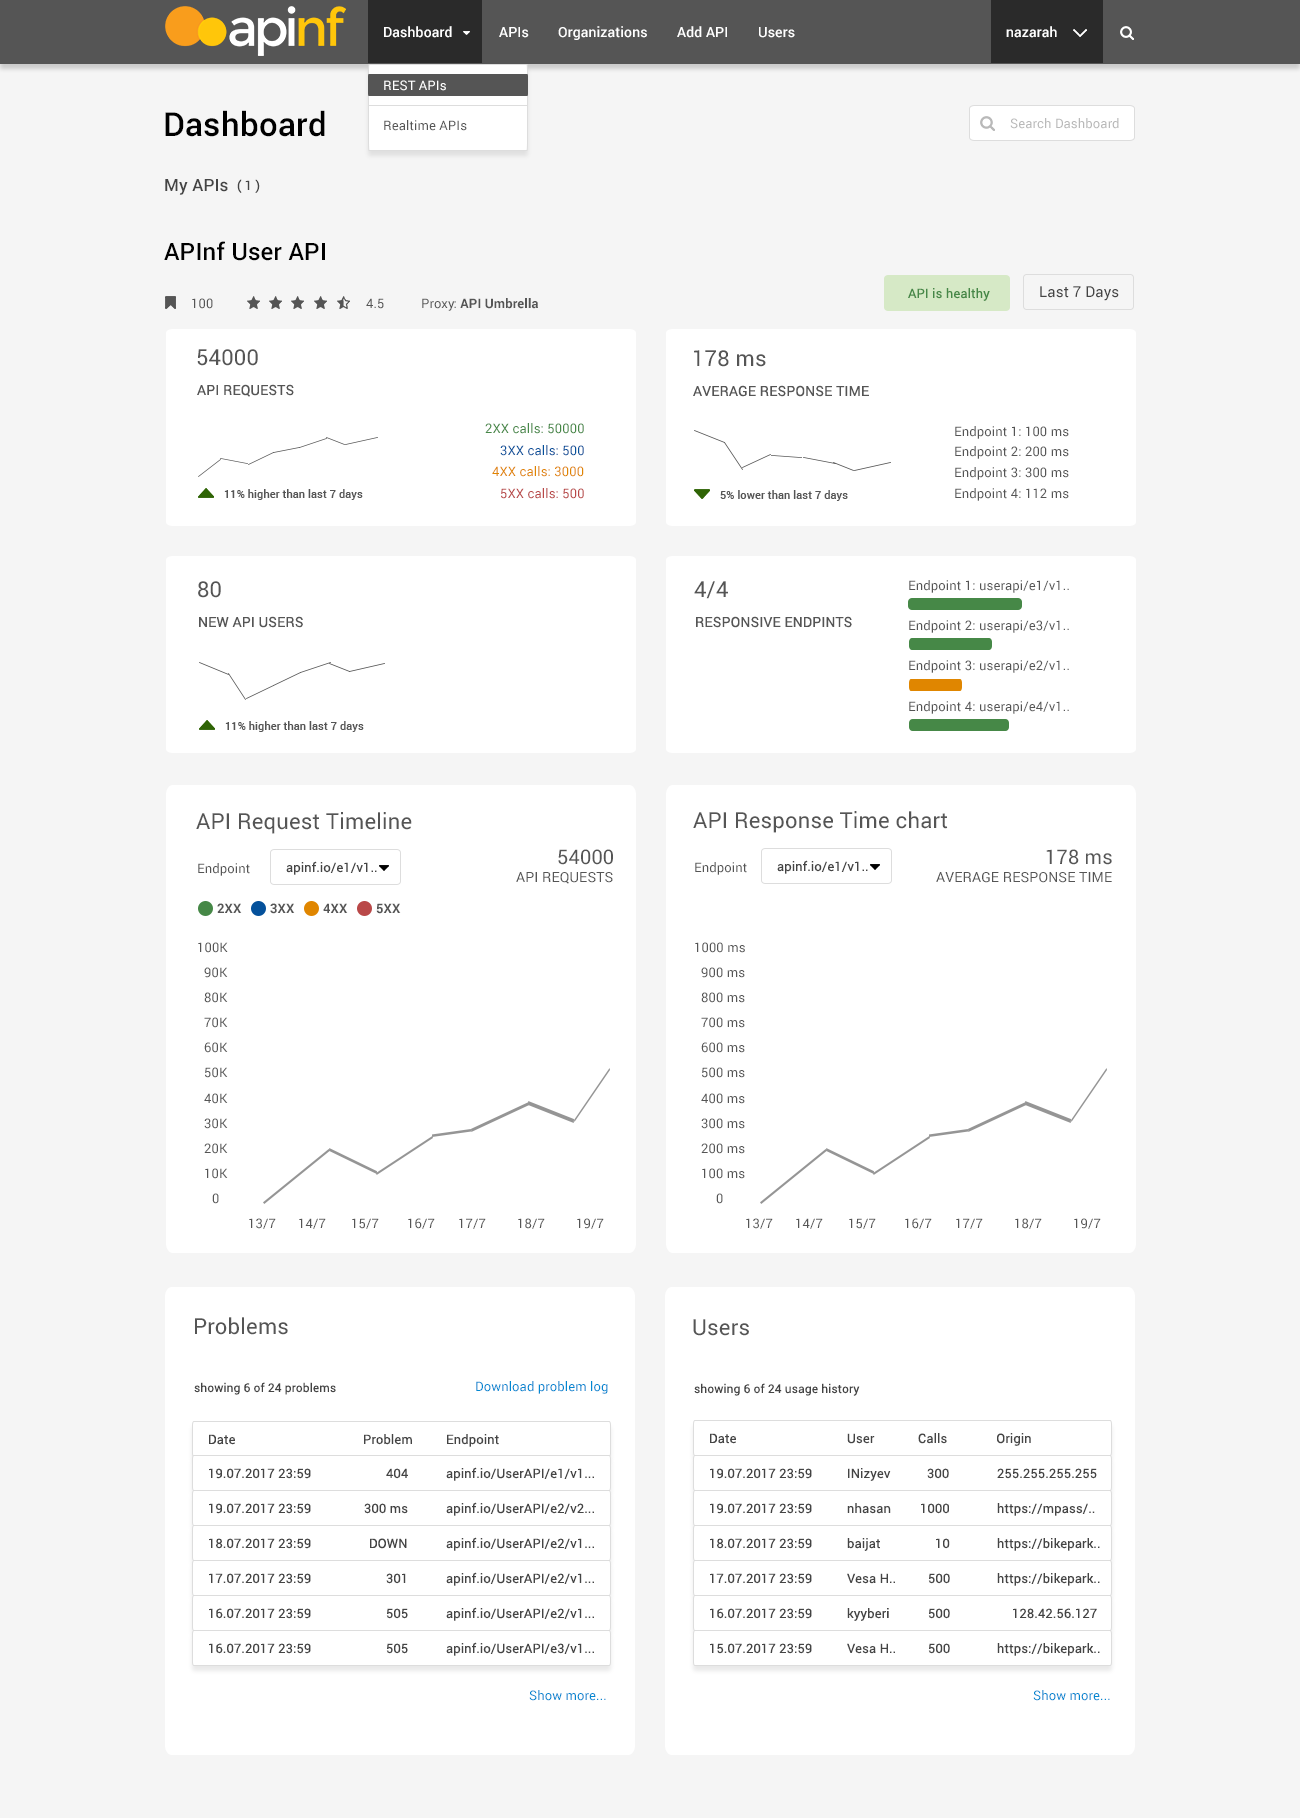 apinf
Dashboard
APIs
Organizations
Add API
Users
nazarah
REST APIs
Realtime APIs
Dashboard
Search Dashboard
My APIs (1)
APInf User API
100
4.5
Proxy: API Umbrella
API is healthy
Last 7 Days
54000
API REQUESTS
2XX calls: 50000
3XX calls: 500
4XX calls: 3000
5XX calls: 500
11% higher than last 7 days
178 ms
AVERAGE RESPONSE TIME
Endpoint 1: 100 ms
Endpoint 2: 200 ms
Endpoint 3: 300 ms
Endpoint 4: 112 ms
5% lower than last 7 days
80
NEW API USERS
11% higher than last 7 days
4/4
RESPONSIVE ENDPINTS
Endpoint 1: userapi/e1/v1..
Endpoint 2: userapi/e3/v1..
Endpoint 3: userapi/e2/v1..
Endpoint 4: userapi/e4/v1..
API Request Timeline
Endpoint
apinf.io/e1/v1..
54000
API REQUESTS
2XX 3XX 4XX 5XX
100K
90K
80K
70K
60K
50K
40K
30K
20K
10K
0
13/7 14/7 15/7 16/7 17/7 18/7 19/7
API Response Time chart
Endpoint
apinf.io/e1/v1..
178 ms
AVERAGE RESPONSE TIME
1000 ms
900 ms
800 ms
700 ms
600 ms
500 ms
400 ms
300 ms
200 ms
100 ms
0
13/7 14/7 15/7 16/7 17/7 18/7 19/7
Problems
showing 6 of 24 problems
Download problem log
Date Problem Endpoint
19.07.2017 23:59 404 apinf.io/UserAPI/e1/v1...
19.07.2017 23:59 300 ms apinf.io/UserAPI/e2/v2...
18.07.2017 23:59 DOWN apinf.io/UserAPI/e2/v1...
17.07.2017 23:59 301 apinf.io/UserAPI/e2/v1...
16.07.2017 23:59 505 apinf.io/UserAPI/e2/v1...
16.07.2017 23:59 505 apinf.io/UserAPI/e3/v1...
Show more...
Users
showing 6 of 24 usage history
Date User Calls Origin
19.07.2017 23:59 INizyev 300 255.255.255.255
19.07.2017 23:59 nhasan 1000 https://mpass/..
18.07.2017 23:59 baijat 10 https://bikepark..
17.07.2017 23:59 Vesa H.. 500 https://bikepark..
16.07.2017 23:59 kyyberi 500 128.42.56.127
15.07.2017 23:59 Vesa H.. 500 https://bikepark..
Show more...